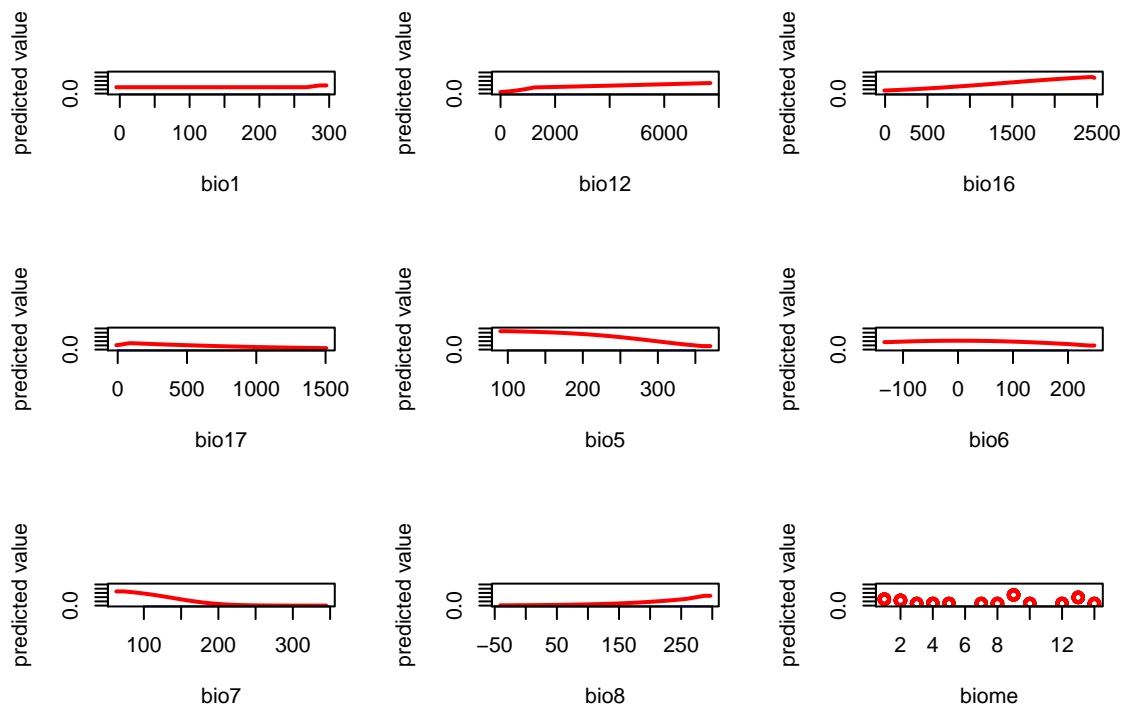 predicted value
0.0
0 100 200 300
bio1
predicted value
0.0
0 2000 6000
bio12
predicted value
0.0
0 500 1500 2500
bio16
predicted value
0.0
0 500 1000 1500
bio17
predicted value
0.0
100 200 300
bio5
predicted value
0.0
−100 0 100 200
bio6
predicted value
0.0
100 200 300
bio7
predicted value
0.0
−50 50 150 250
bio8
predicted value
0.0
2 4 6 8 12
biome